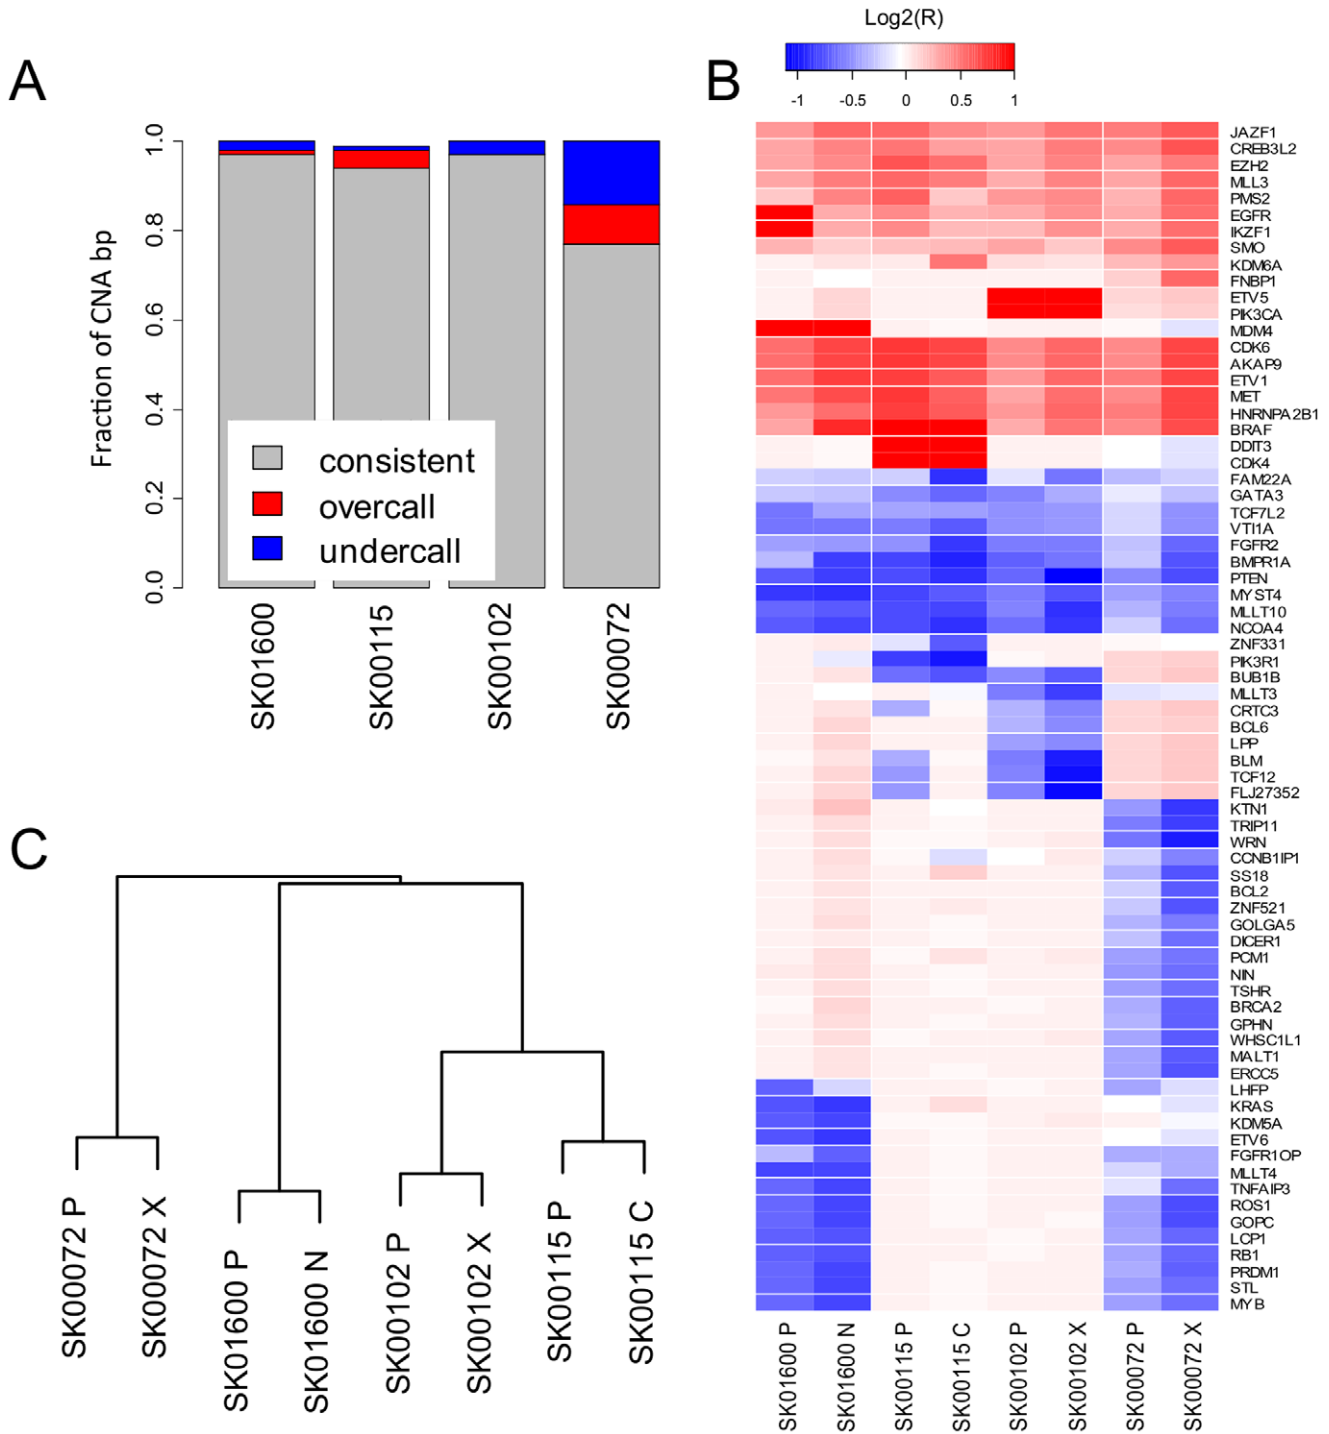 A
Fraction of CNA bp
1.0
0.8
0.6
0.4
0.2
0.0
consistent
overcall
undercall
SK01600
SK00115
SK00102
SK00072
B
Log2(R)
-1 -0.5 0 0.5 1
JAZF1
CREB3L2
EZH2
MLL3
PMS2
EGFR
IKZF1
SMO
KDM6A
FNBP1
ETV5
PIK3CA
MDM4
CDK6
AKAP9
ETV1
MET
HNRNPA2B1
BRAF
DDIT3
CDK4
FAM22A
GATA3
TCF7L2
VTI1A
FGFR2
BMPR1A
PTEN
MYST4
MLLT10
NCOA4
ZNF331
PIK3R1
BUB1B
MLLT3
CRTC3
BCL6
LPP
BLM
TCF12
FLJ27352
KTN1
TRIP11
WRN
CCNB1IP1
SS18
BCL2
ZNF521
GOLGA5
DICER1
PCM1
NIN
TSHR
BRCA2
GPHN
WHSC1L1
MALT1
ERCC5
LHFP
KRAS
KDM5A
ETV6
FGFR1OP
MLLT4
TNFAIP3
ROS1
GOPC
LCP1
RB1
PRDM1
STL
MYB
SK01600 P
SK01600 N
SK00115 P
SK00115 C
SK00102 P
SK00102 X
SK00072 P
SK00072 X
C
SK00072 P
SK00072 X
SK01600 P
SK01600 N
SK00102 P
SK00102 X
SK00115 P
SK00115 C